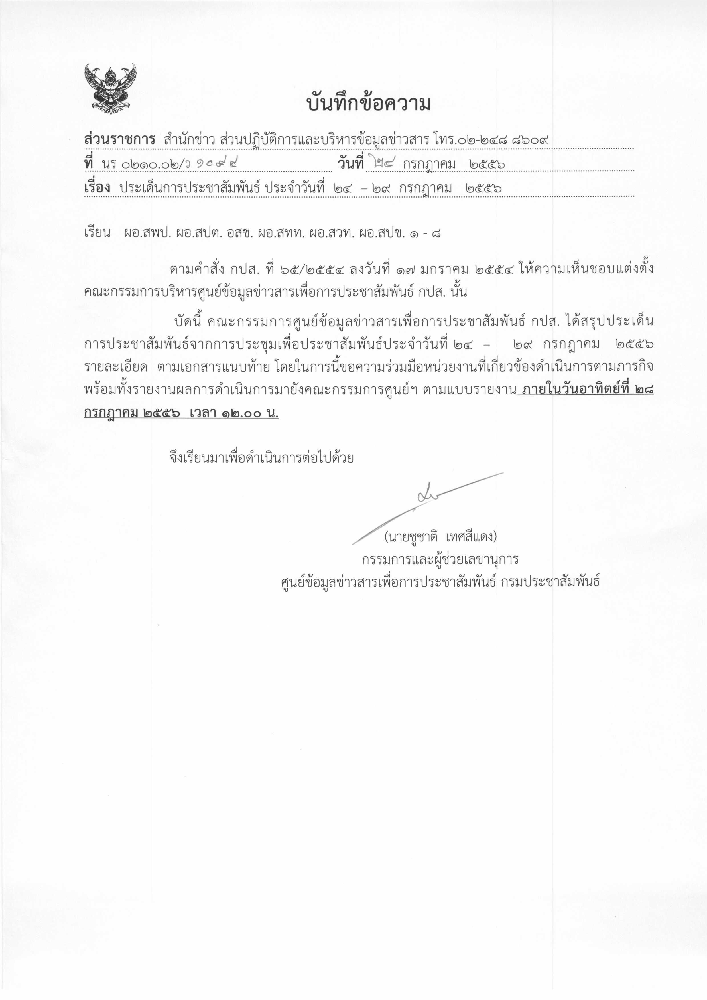 บันทึกข้อความ
ส่วนราชการ สำนักข่าว ส่วนปฏิบัติการและบริหารข้อมูลข่าวสาร โทร.๐๒-๒๔๘ ๘๖๐๙
ที่ นร ๐๒๑๐.๐๒/ว ๑๐๙๔ วันที่ ๒๔ กรกฎาคม ๒๕๕๖
เรื่อง ประเด็นการประชาสัมพันธ์ ประจำวันที่ ๒๔ – ๒๙ กรกฎาคม ๒๕๕๖
เรียน ผอ.สพป. ผอ.สปต. อสช. ผอ.สทท. ผอ.สวท. ผอ.สปข. ๑ - ๘
ตามคำสั่ง กปส. ที่ ๖๕/๒๕๕๔ ลงวันที่ ๑๗ มกราคม ๒๕๕๔ ให้ความเห็นชอบแต่งตั้ง
คณะกรรมการบริหารศูนย์ข้อมูลข่าวสารเพื่อการประชาสัมพันธ์ กปส. นั้น
บัดนี้ คณะกรรมการศูนย์ข้อมูลข่าวสารเพื่อการประชาสัมพันธ์ กปส. ได้สรุปประเด็น
การประชาสัมพันธ์จากการประชุมเพื่อประชาสัมพันธ์ประจำวันที่ ๒๔ – ๒๙ กรกฎาคม ๒๕๕๖
รายละเอียด ตามเอกสารแนบท้าย โดยในการนี้ขอความร่วมมือหน่วยงานที่เกี่ยวข้องดำเนินการตามภารกิจ
พร้อมทั้งรายงานผลการดำเนินการมายังคณะกรรมการศูนย์ฯ ตามแบบรายงาน ภายในวันอาทิตย์ที่ ๒๘
กรกฎาคม ๒๕๕๖ เวลา ๑๒.๐๐ น.
จึงเรียนมาเพื่อดำเนินการต่อไปด้วย
(นายชูชาติ เทศสีแดง)
กรรมการและผู้ช่วยเลขานุการ
ศูนย์ข้อมูลข่าวสารเพื่อการประชาสัมพันธ์ กรมประชาสัมพันธ์